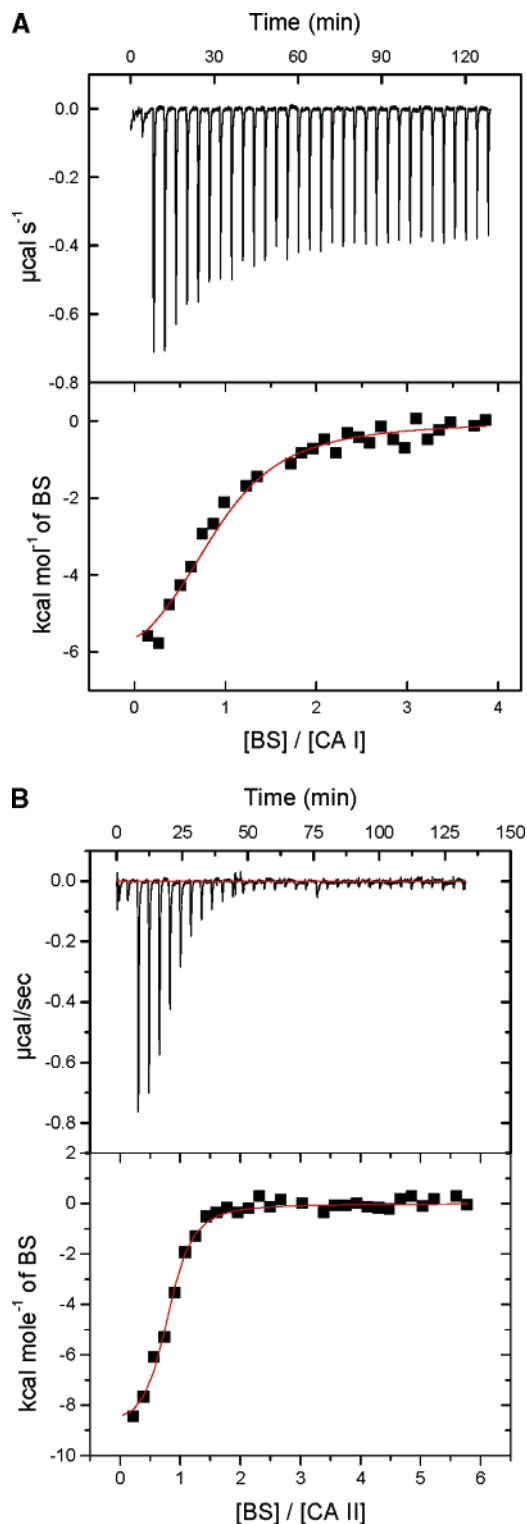 A
Time (min)
0 30 60 90 120
0.0
-0.2
-0.4
-0.6
-0.8
µcal s⁻¹
0
-2
-4
-6
kcal mol⁻¹ of BS
0 1 2 3 4
[BS] / [CA I]
B
Time (min)
0 25 50 75 100 125 150
0.0
-0.2
-0.4
-0.6
-0.8
µcal/sec
2
0
-2
-4
-6
-8
-10
kcal mole⁻¹ of BS
0 1 2 3 4 5 6
[BS] / [CA II]